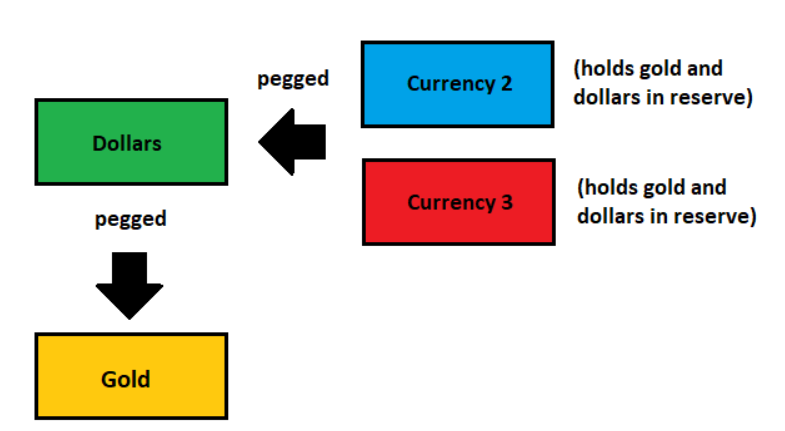 pegged
Currency 2
(holds gold and
dollars in reserve)
Dollars
Currency 3
(holds gold and
dollars in reserve)
pegged
Gold